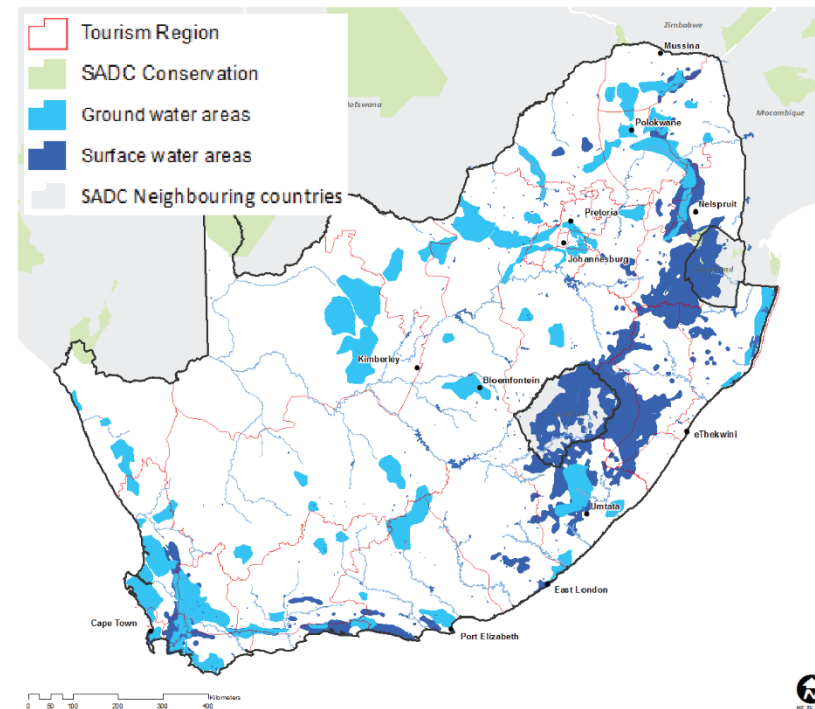 Tourism Region
SADC Conservation
Ground water areas
Surface water areas
SADC Neighbouring countries
Zimbabwe
Mussina
Botswana
Mocambique
Polokwane
Nelspruit
Pretoria
Johannesburg
Kimberley
Bloemfontein
eThekwini
Umtata
East London
Cape Town
Port Elizabeth
Kilometers
0 50 100 200 300 400
N